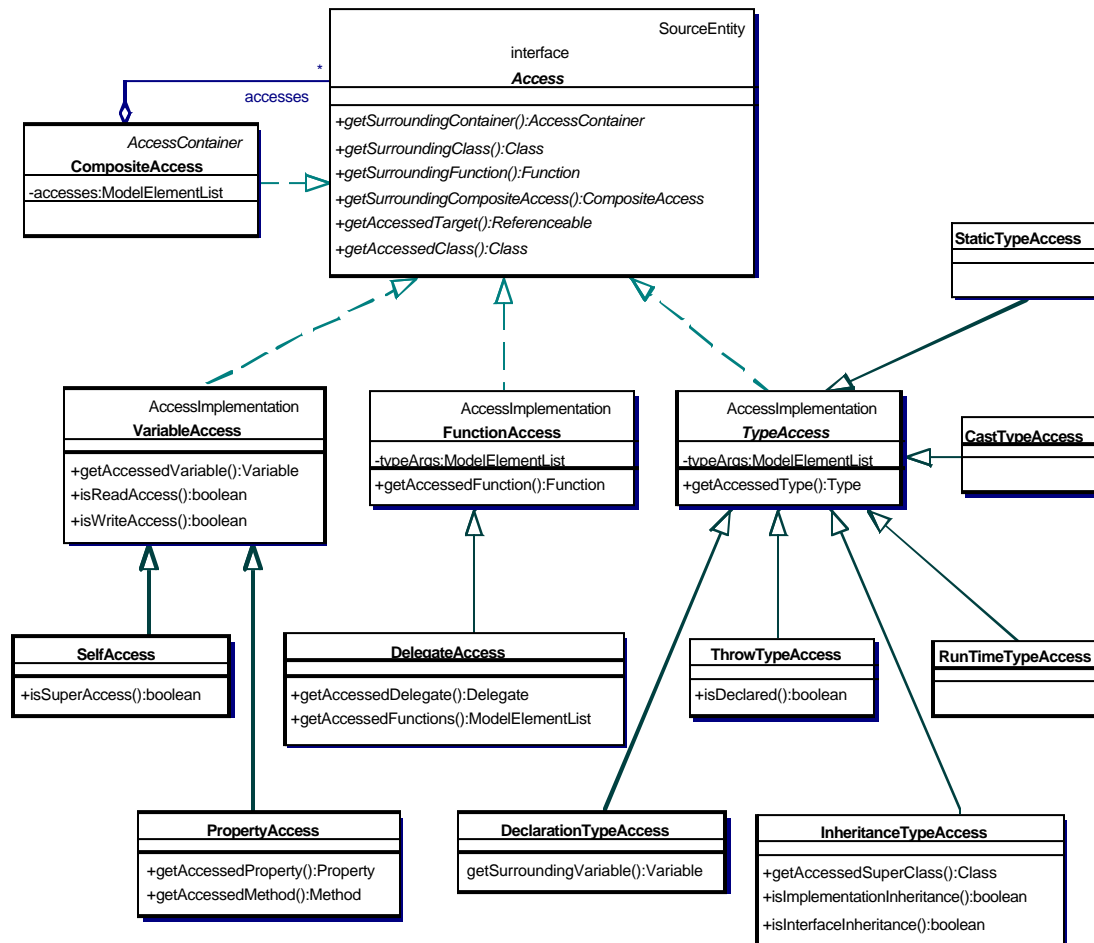 SourceEntity
interface
Access
+getSurroundingContainer():AccessContainer
+getSurroundingClass():Class
+getSurroundingFunction():Function
+getSurroundingCompositeAccess():CompositeAccess
+getAccessedTarget():Referenceable
+getAccessedClass():Class
*
accesses
AccessContainer
CompositeAccess
-accesses:ModelElementList
StaticTypeAccess
AccessImplementation
VariableAccess
+getAccessedVariable():Variable
+isReadAccess():boolean
+isWriteAccess():boolean
AccessImplementation
FunctionAccess
-typeArgs:ModelElementList
+getAccessedFunction():Function
AccessImplementation
TypeAccess
-typeArgs:ModelElementList
+getAccessedType():Type
CastTypeAccess
SelfAccess
+isSuperAccess():boolean
DelegateAccess
+getAccessedDelegate():Delegate
+getAccessedFunctions():ModelElementList
ThrowTypeAccess
+isDeclared():boolean
RunTimeTypeAccess
PropertyAccess
+getAccessedProperty():Property
+getAccessedMethod():Method
DeclarationTypeAccess
getSurroundingVariable():Variable
InheritanceTypeAccess
+getAccessedSuperClass():Class
+isImplementationInheritance():boolean
+isInterfaceInheritance():boolean